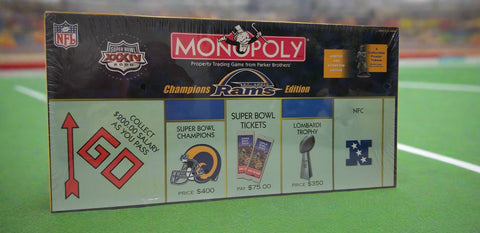 NFL
SUPER BOWL
XXXIV
2000
MONOPOLY
Property Trading Game from Parker Brothers
Champions
Rams
Edition
COLLECT
$200.00 SALARY
AS YOU PASS
GO
SUPER BOWL
CHAMPIONS
PRICE $400
SUPER BOWL
TICKETS
PAY $75.00
LOMBARDI
TROPHY
PRICE $350
NFC
N